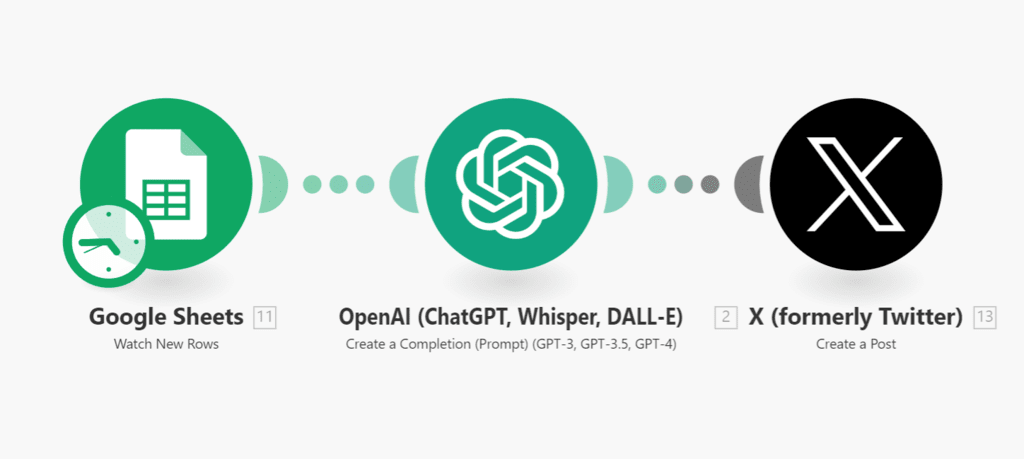 Google Sheets 11
Watch New Rows
OpenAI (ChatGPT, Whisper, DALL-E) 2
Create a Completion (Prompt) (GPT-3, GPT-3.5, GPT-4)
X (formerly Twitter) 13
Create a Post